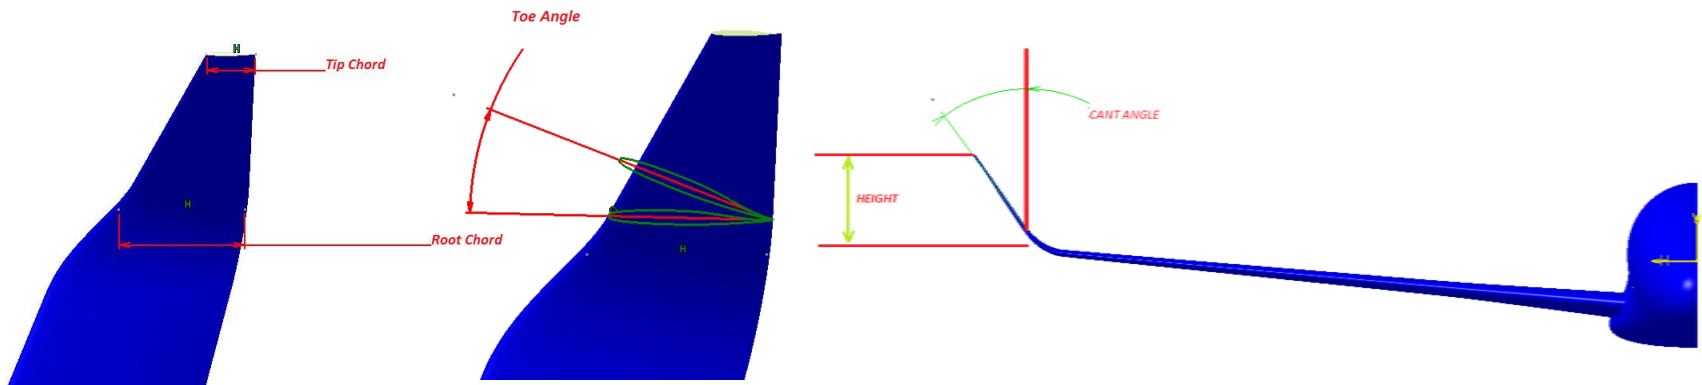 Toe Angle
H
Tip Chord
CANT ANGLE
HEIGHT
H
Root Chord
H